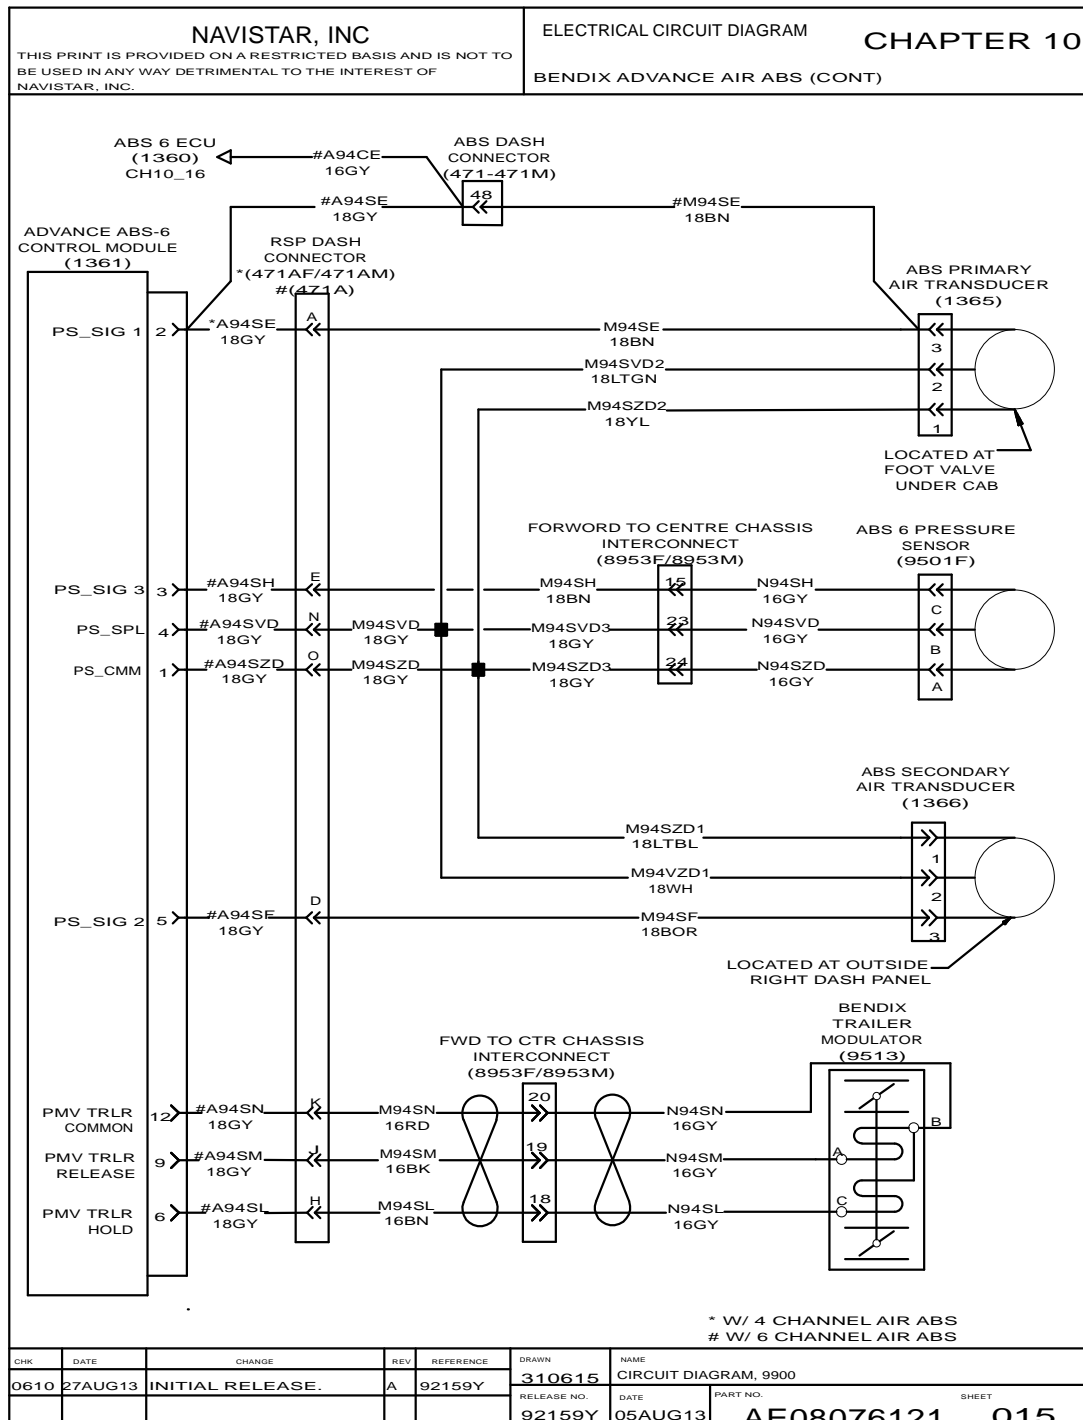 NAVISTAR, INC
THIS PRINT IS PROVIDED ON A RESTRICTED BASIS AND IS NOT TO
BE USED IN ANY WAY DETRIMENTAL TO THE INTEREST OF
NAVISTAR, INC.
ELECTRICAL CIRCUIT DIAGRAM
CHAPTER 10
BENDIX ADVANCE AIR ABS (CONT)
ABS 6 ECU
(1360)
CH10_16
#A94CE
16GY
ABS DASH
CONNECTOR
(471-471M)
48
#A94SE
18GY
#M94SE
18BN
ADVANCE ABS-6
CONTROL MODULE
(1361)
RSP DASH
CONNECTOR
*(471AF/471AM)
#(471A)
ABS PRIMARY
AIR TRANSDUCER
(1365)
PS_SIG 1
2
*A94SE
18GY
A
M94SE
18BN
3
M94SVD2
18LTGN
2
M94SZD2
18YL
1
LOCATED AT
FOOT VALVE
UNDER CAB
FORWORD TO CENTRE CHASSIS
INTERCONNECT
(8953F/8953M)
ABS 6 PRESSURE
SENSOR
(9501F)
PS_SIG 3
3
#A94SH
18GY
E
M94SH
18BN
15
N94SH
16GY
C
PS_SPL
4
#A94SVD
18GY
N
M94SVD
18GY
M94SVD3
18GY
23
N94SVD
16GY
B
PS_CMM
1
#A94SZD
18GY
O
M94SZD
18GY
M94SZD3
18GY
24
N94SZD
16GY
A
ABS SECONDARY
AIR TRANSDUCER
(1366)
M94SZD1
18LTBL
1
M94VZD1
18WH
2
PS_SIG 2
5
#A94SF
18GY
D
M94SF
18BOR
3
LOCATED AT OUTSIDE
RIGHT DASH PANEL
BENDIX
TRAILER
MODULATOR
(9513)
FWD TO CTR CHASSIS
INTERCONNECT
(8953F/8953M)
PMV TRLR
COMMON
12
#A94SN
18GY
K
M94SN
16RD
20
N94SN
16GY
B
PMV TRLR
RELEASE
9
#A94SM
18GY
J
M94SM
16BK
19
N94SM
16GY
A
PMV TRLR
HOLD
6
#A94SL
18GY
H
M94SL
16BN
18
N94SL
16GY
C
* W/ 4 CHANNEL AIR ABS
# W/ 6 CHANNEL AIR ABS
CHK DATE CHANGE REV REFERENCE
0610 27AUG13 INITIAL RELEASE. A 92159Y
DRAWN
310615
NAME
CIRCUIT DIAGRAM, 9900
RELEASE NO.
92159Y
DATE
05AUG13
PART NO.
AE08076121
SHEET
015